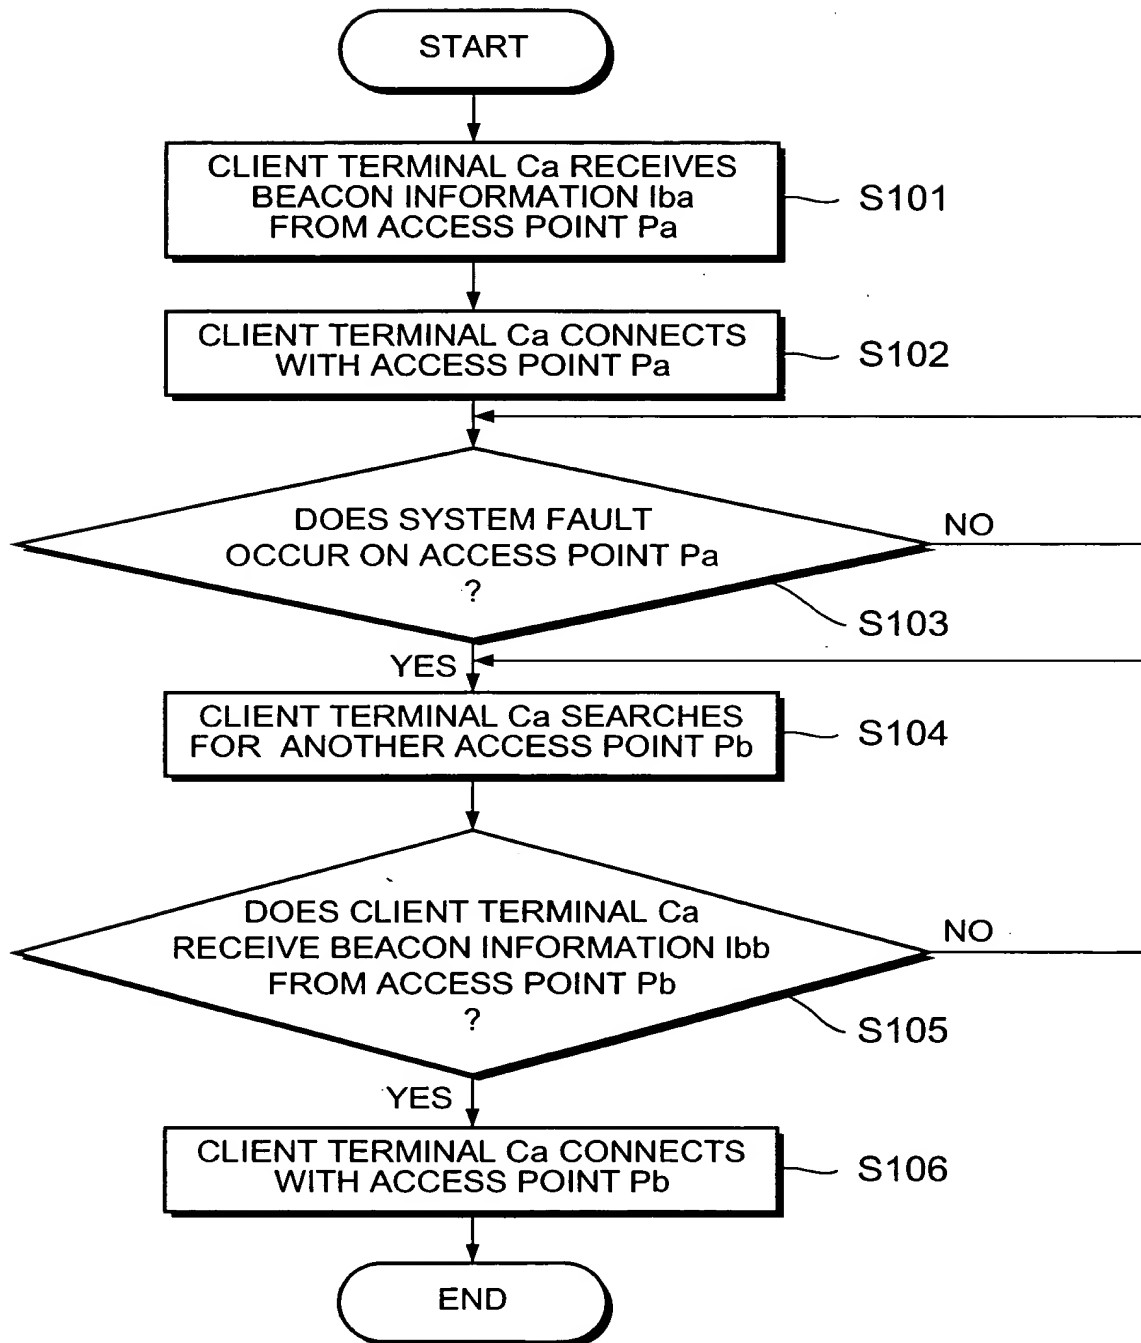 START
CLIENT TERMINAL Ca RECEIVES
BEACON INFORMATION Iba
FROM ACCESS POINT Pa
S101
CLIENT TERMINAL Ca CONNECTS
WITH ACCESS POINT Pa
S102
DOES SYSTEM FAULT
OCCUR ON ACCESS POINT Pa
?
NO
S103
YES
CLIENT TERMINAL Ca SEARCHES
FOR ANOTHER ACCESS POINT Pb
S104
DOES CLIENT TERMINAL Ca
RECEIVE BEACON INFORMATION Ibb
FROM ACCESS POINT Pb
?
NO
S105
YES
CLIENT TERMINAL Ca CONNECTS
WITH ACCESS POINT Pb
S106
END